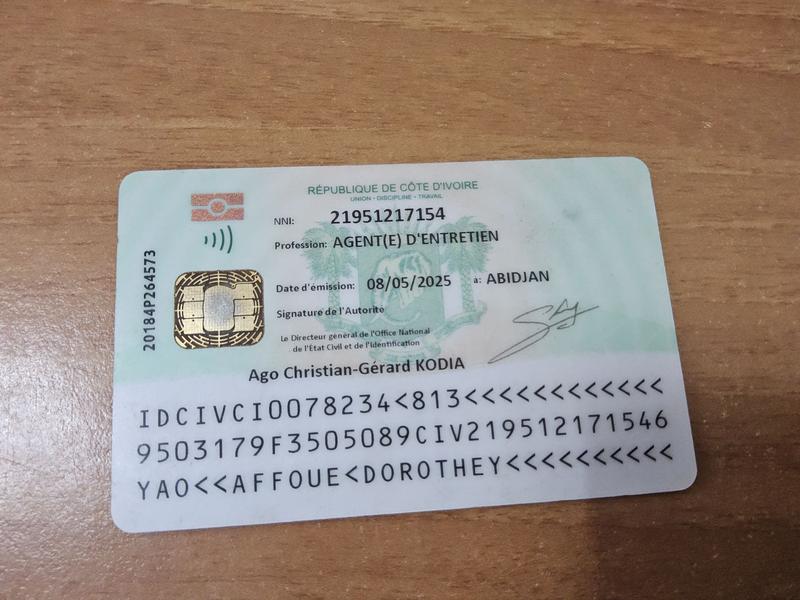 RÉPUBLIQUE DE CÔTE D'IVOIRE
UNION - DISCIPLINE - TRAVAIL
NNI: 21951217154
Profession: AGENT(E) D'ENTRETIEN
Date d'émission: 08/05/2025 à: ABIDJAN
Signature de l'Autorité
Le Directeur général de l'Office National
de l'État Civil et de l'Identification
Ago Christian-Gérard KODIA
20184P264573
IDCIVCI0078234<813<<<<<<<<<<<<
9503179F3505089CIV219512171546
YAO<<AFFOUE<DOROTHEY<<<<<<<<<<